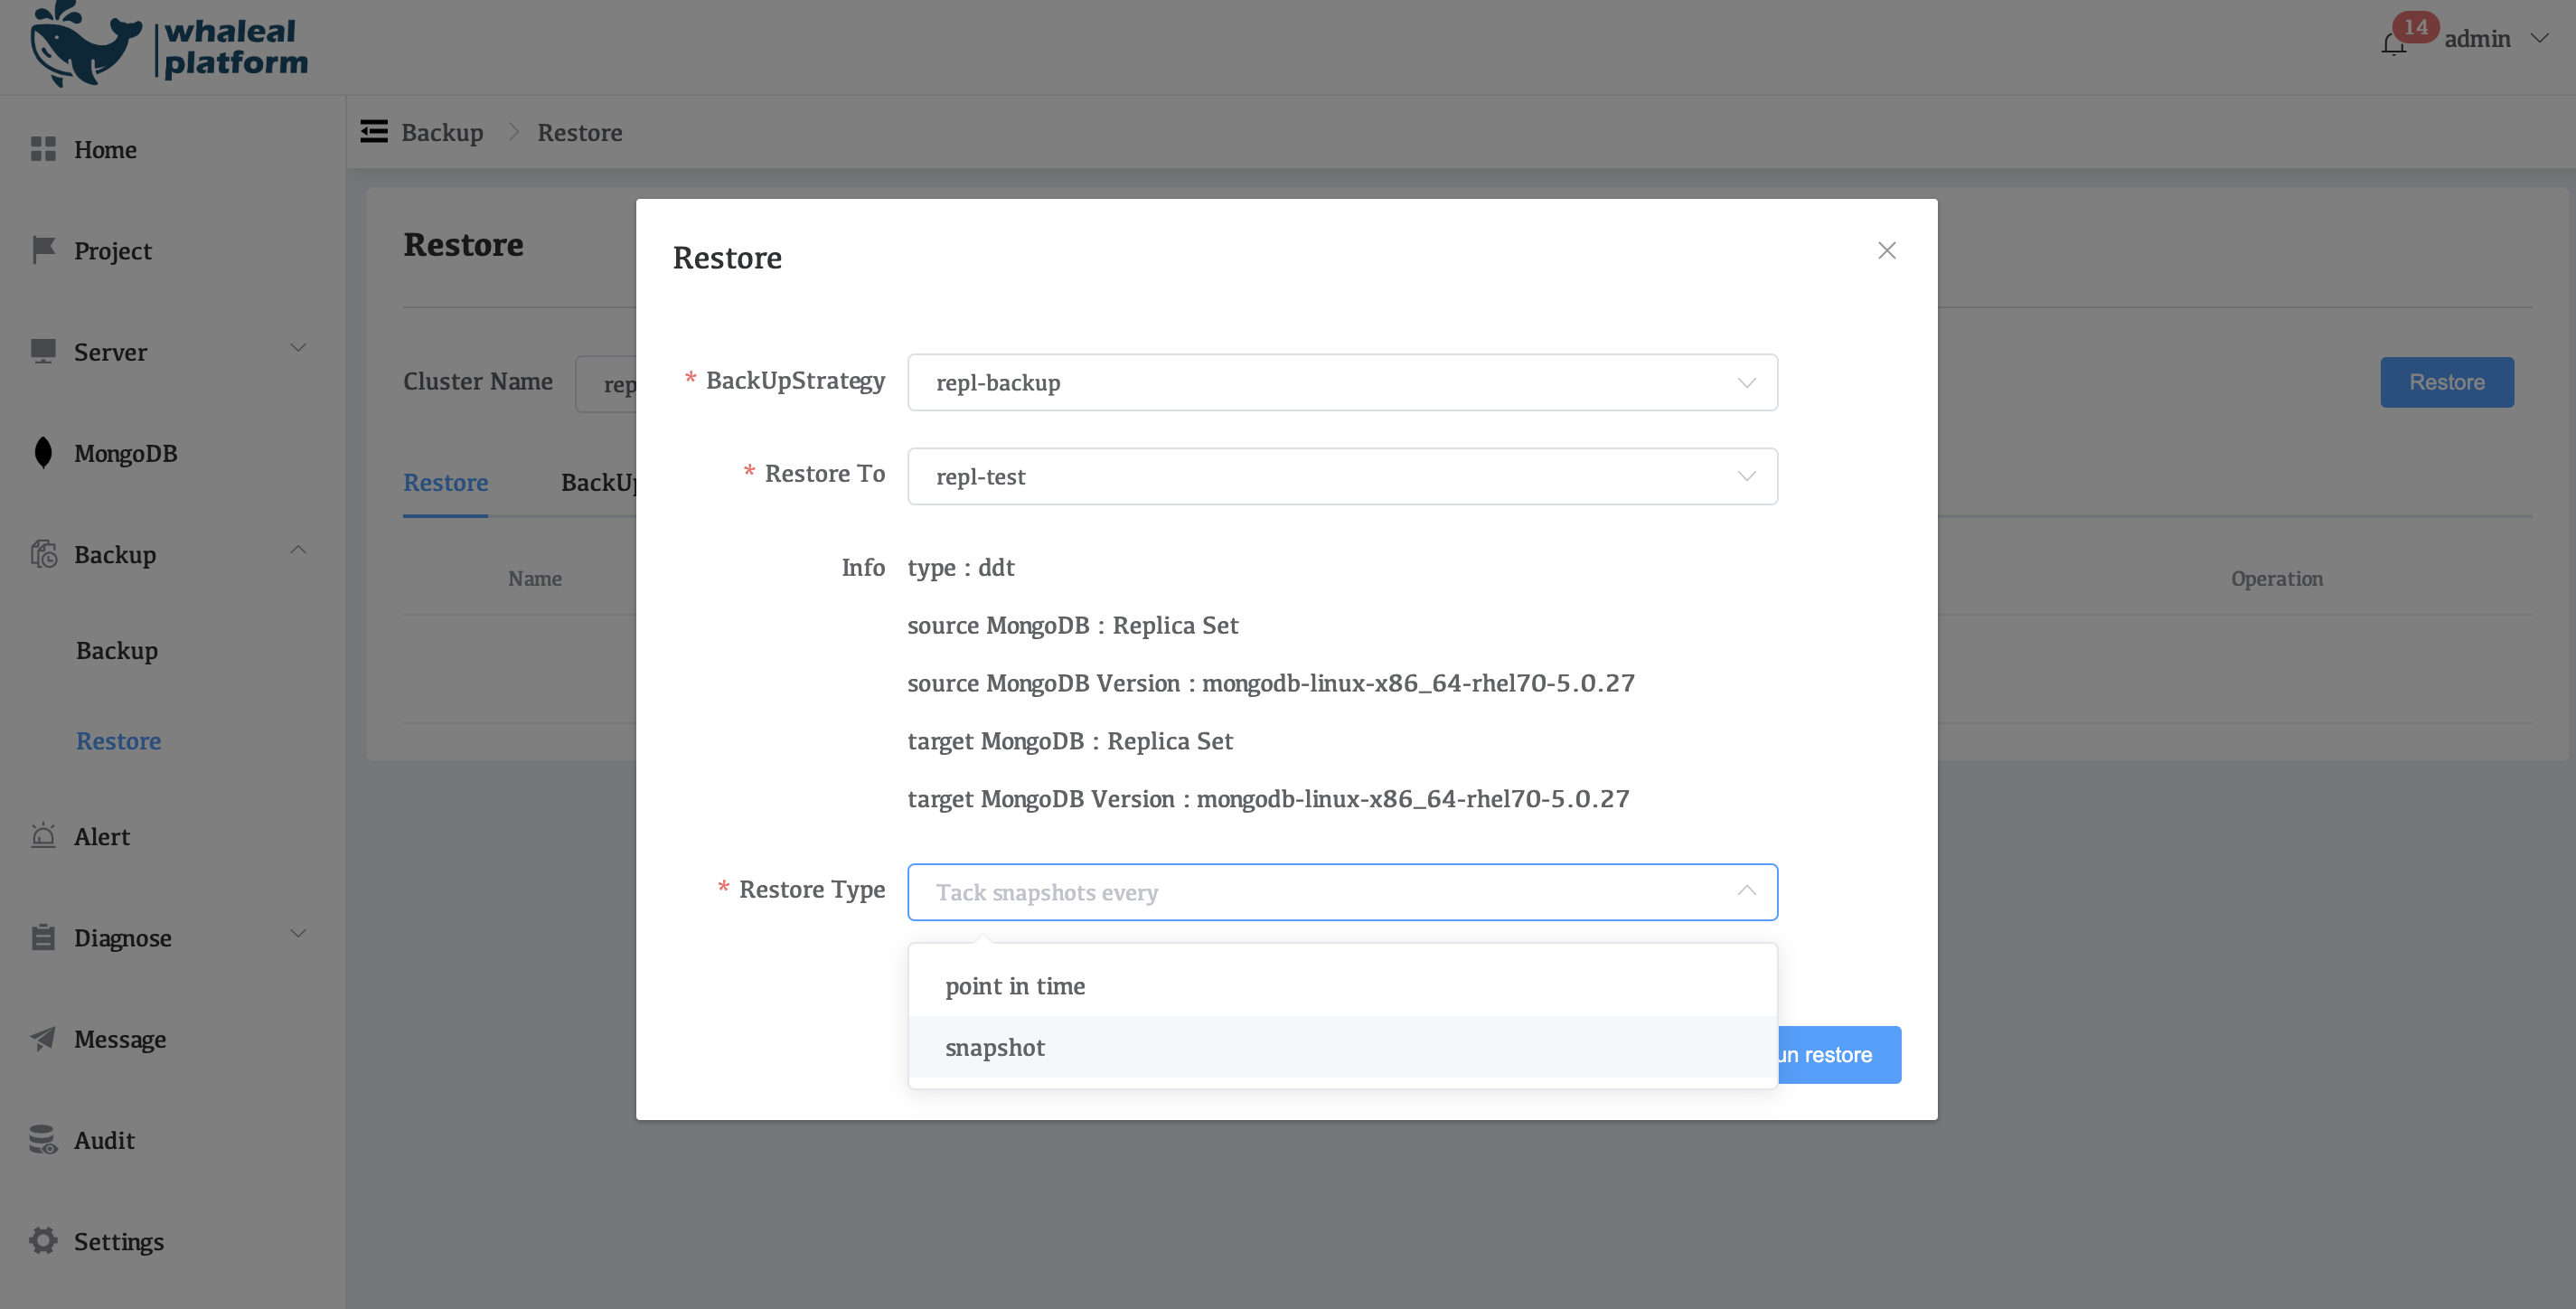 whaleal
platform
14
admin
Home
Project
Server
MongoDB
Backup
Backup
Restore
Alert
Diagnose
Message
Audit
Settings
Backup > Restore
Restore
Cluster Name
rep
Restore
Restore
BackUp
Name
Operation
Restore
* BackUpStrategy
repl-backup
* Restore To
repl-test
Info
type : ddt
source MongoDB : Replica Set
source MongoDB Version : mongodb-linux-x86_64-rhel70-5.0.27
target MongoDB : Replica Set
target MongoDB Version : mongodb-linux-x86_64-rhel70-5.0.27
* Restore Type
Tack snapshots every
point in time
snapshot
un restore